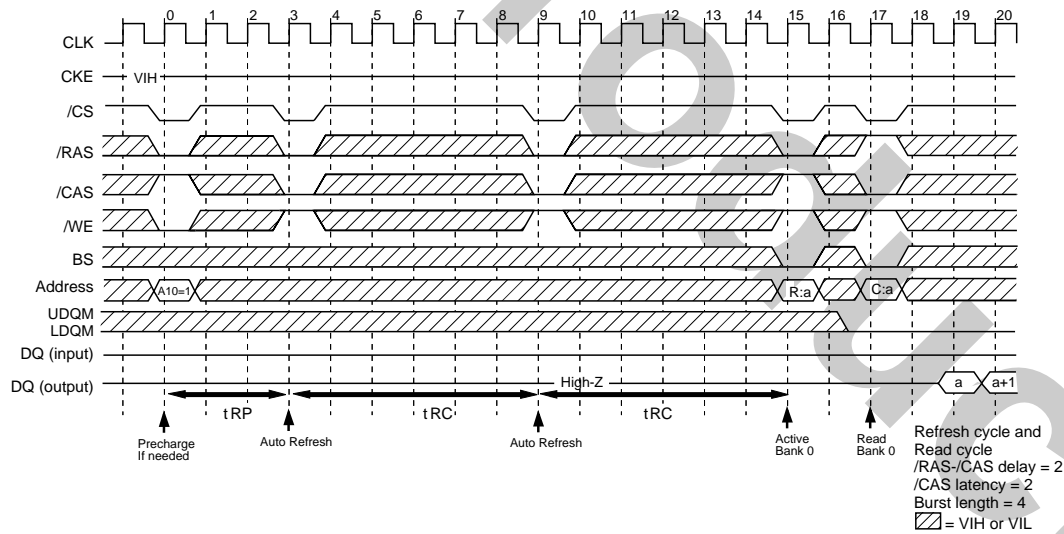 0 1 2 3 4 5 6 7 8 9 10 11 12 13 14 15 16 17 18 19 20
CLK
CKE VIH
/CS
/RAS
/CAS
/WE
BS
Address A10=1 R:a C:a
UDQM
LDQM
DQ (input)
DQ (output) High-Z a a+1
tRP tRC tRC
Precharge
If needed
Auto Refresh
Auto Refresh
Active
Bank 0
Read
Bank 0
Refresh cycle and
Read cycle
/RAS-/CAS delay = 2
/CAS latency = 2
Burst length = 4
= VIH or VIL